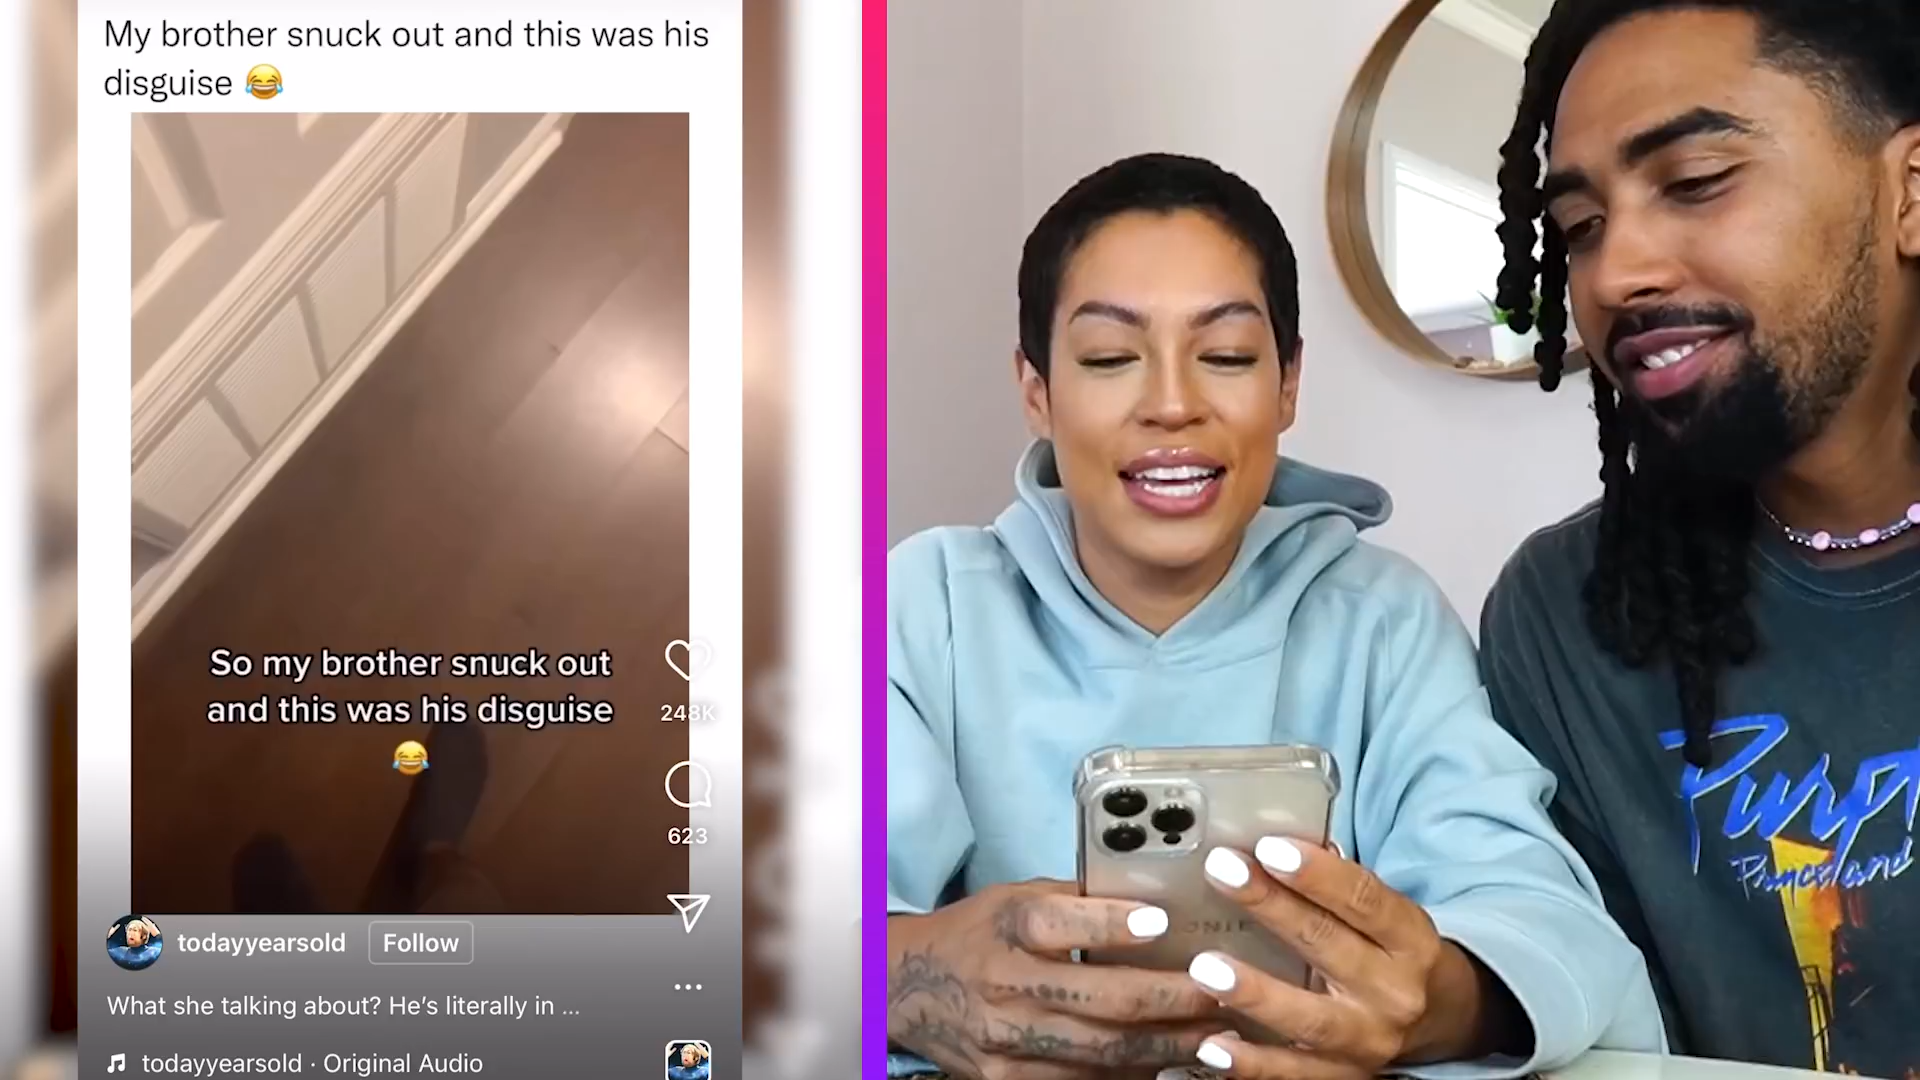 My brother snuck out and this was his
disguise 😂
So my brother snuck out
and this was his disguise
😂
248K
623
todayyearsold Follow
What she talking about? He's literally in ...
todayyearsold · Original Audio